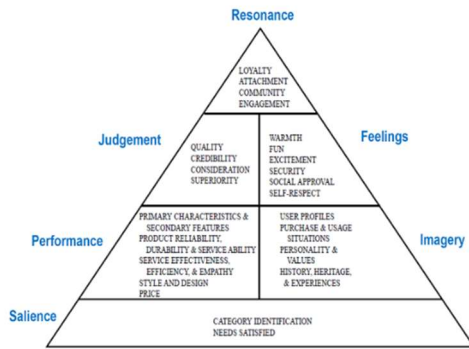 Resonance
LOYALTY
ATTACHMENT
COMMUNITY
ENGAGEMENT
Judgement
Feelings
QUALITY
CREDIBILITY
CONSIDERATION
SUPERIORITY
WARMTH
FUN
EXCITEMENT
SECURITY
SOCIAL APPROVAL
SELF-RESPECT
Performance
PRIMARY CHARACTERISTICS &
SECONDARY FEATURES
PRODUCT RELIABILITY,
DURABILITY & SERVICE ABILITY
SERVICE EFFECTIVENESS,
EFFICIENCY, & EMPATHY
STYLE AND DESIGN
PRICE
USER PROFILES
PURCHASE & USAGE
SITUATIONS
PERSONALITY &
VALUES
HISTORY, HERITAGE,
& EXPERIENCES
Imagery
Salience
CATEGORY IDENTIFICATION
NEEDS SATISFIED